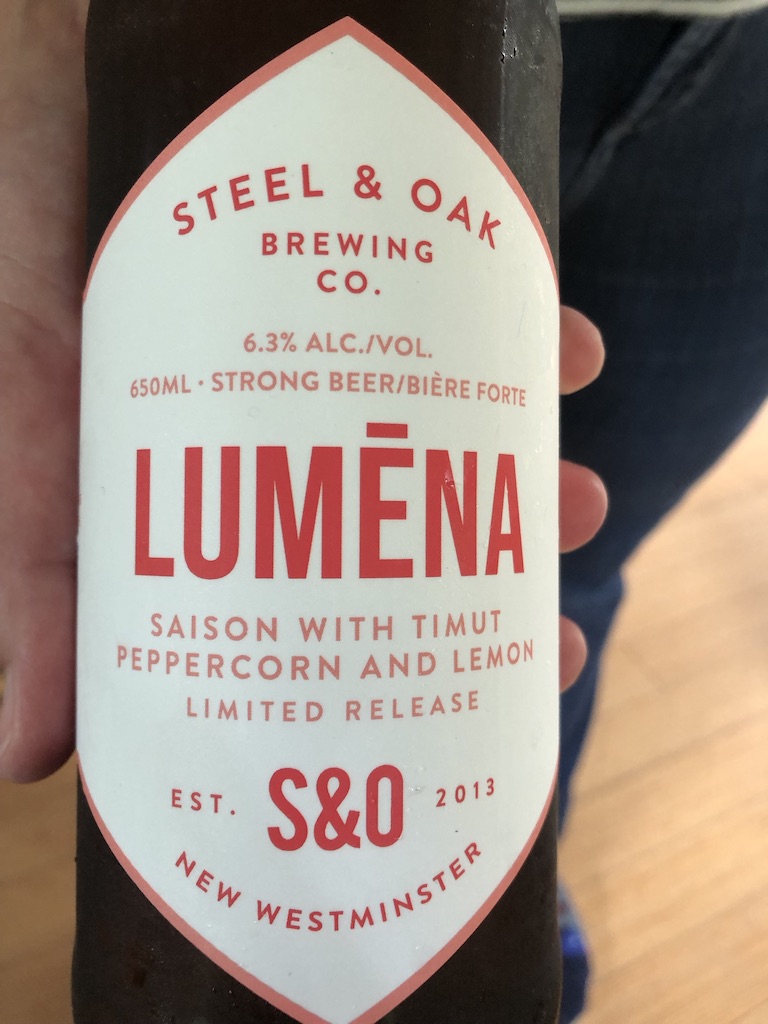 STEEL & OAK
BREWING
CO.
6.3% ALC./VOL.
650ML · STRONG BEER/BIÈRE FORTE
LUMĒNA
SAISON WITH TIMUT
PEPPERCORN AND LEMON
LIMITED RELEASE
EST. S&O 2013
NEW WESTMINSTER